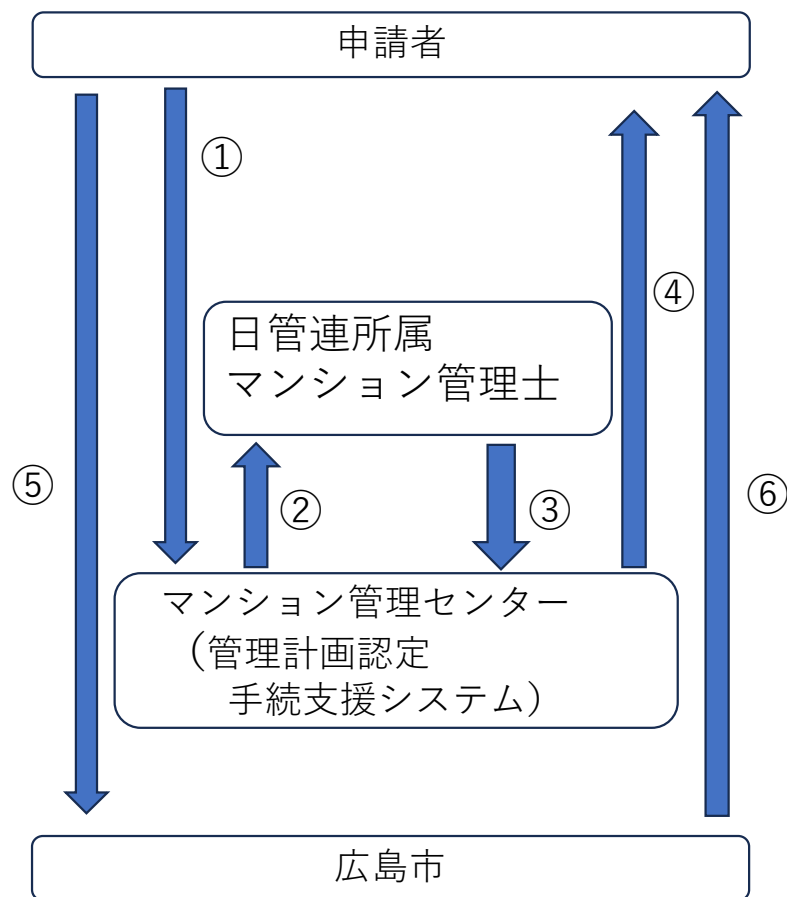 申請者
①
④
日管連所属
マンション管理士
⑤
②
③
⑥
マンション管理センター
（管理計画認定
手続支援システム）
広島市